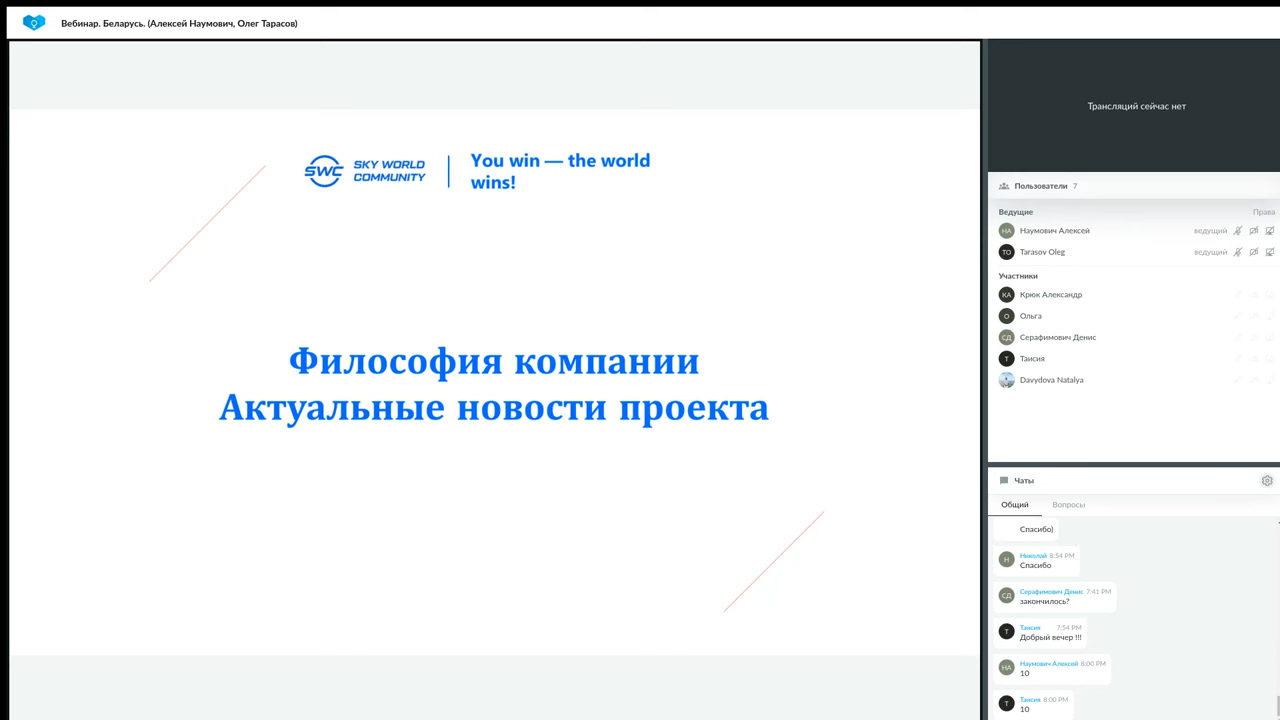 Вебинар. Беларусь. (Алексей Наумович, Олег Тарасов)
SWC
SKY WORLD
COMMUNITY
You win — the world
wins!
Философия компании
Актуальные новости проекта
Трансляций сейчас нет
Пользователи 7
Ведущие Права
НА Наумович Алексей ведущий
TO Tarasov Oleg ведущий
Участники
КА Крюк Александр
О Ольга
СД Серафимович Денис
Т Таисия
Davydova Natalya
Чаты
Общий Вопросы
Спасибо)
Н Николай 8:54 PM
Спасибо
СД Серафимович Денис 7:41 PM
закончилось?
Т Таисия 7:54 PM
Добрый вечер !!!
НА Наумович Алексей 8:00 PM
10
Т Таисия 8:00 PM
10